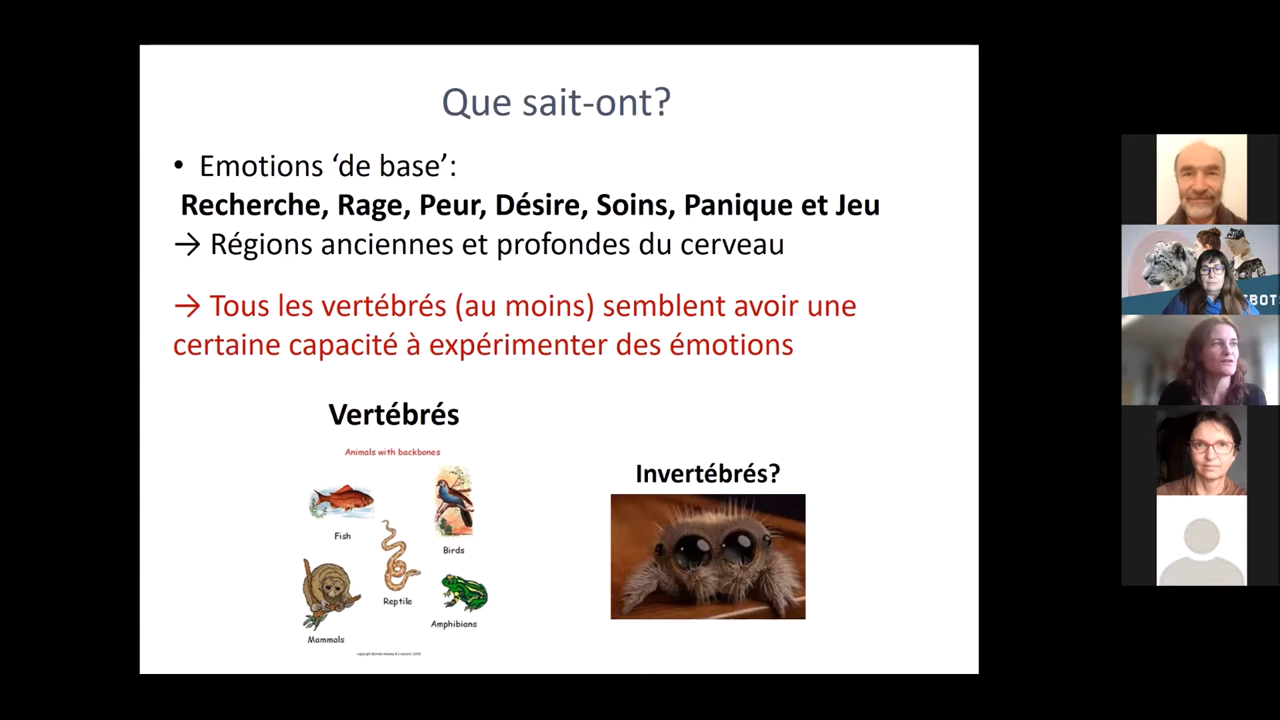 Que sait-ont?
• Emotions ‘de base’:
Recherche, Rage, Peur, Désire, Soins, Panique et Jeu
→ Régions anciennes et profondes du cerveau
→ Tous les vertébrés (au moins) semblent avoir une
certaine capacité à expérimenter des émotions
Vertébrés
Animals with backbones
Fish
Birds
Reptile
Mammals
Amphibians
Invertébrés?